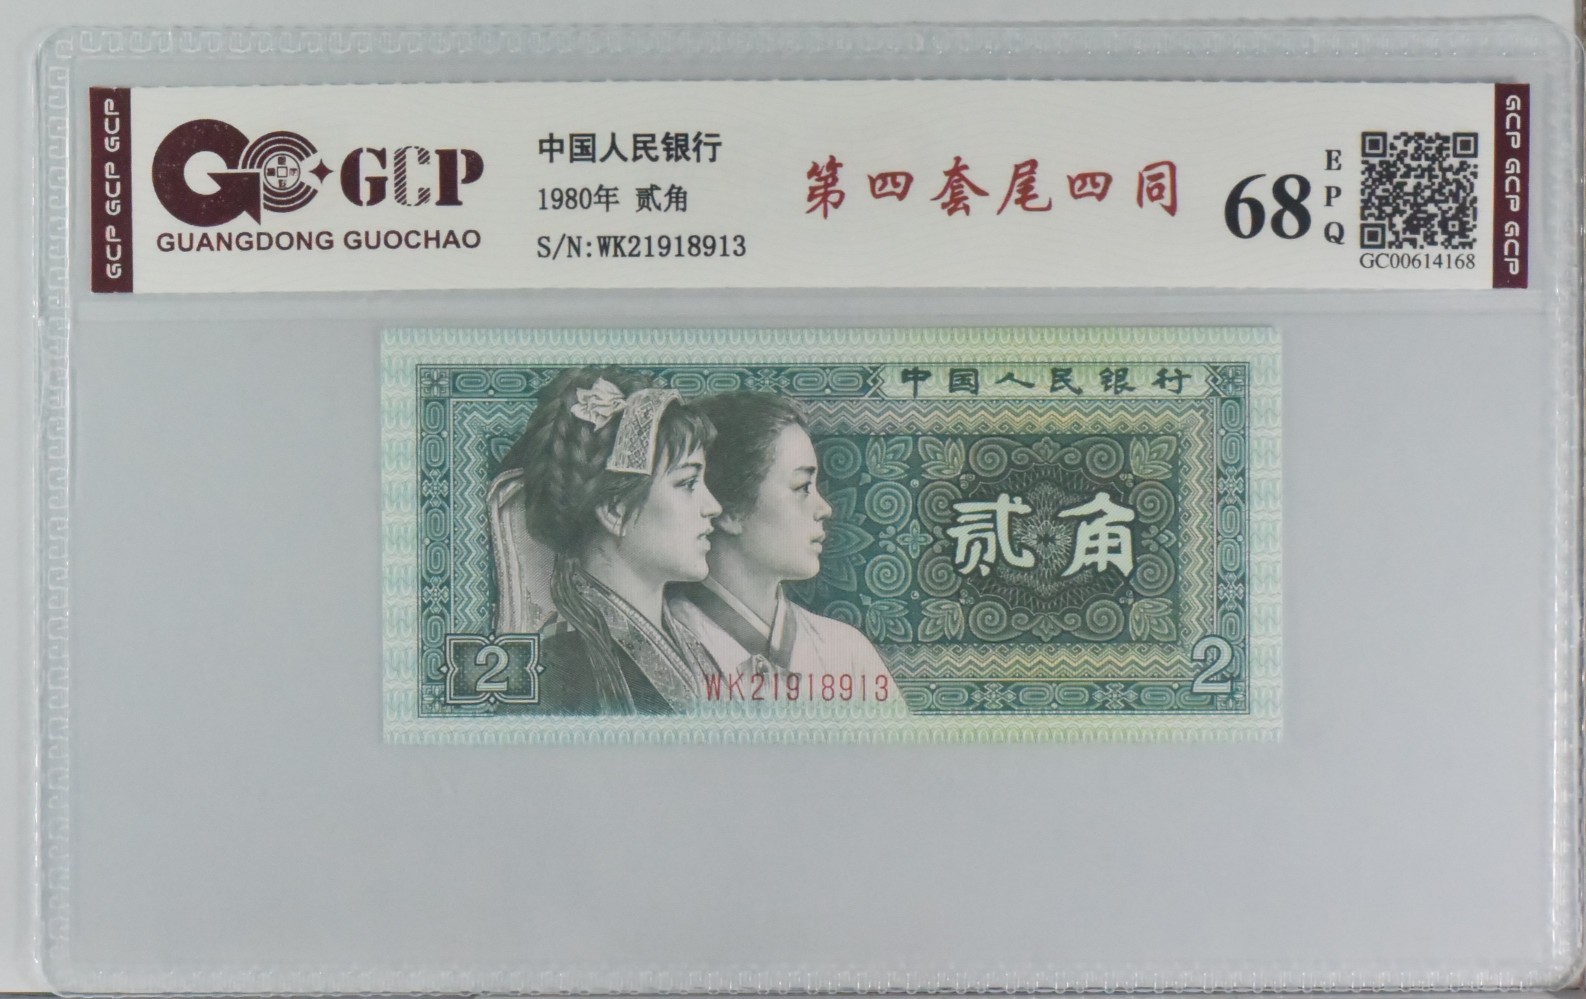 GCP GCP GCP
GCP
GUANGDONG GUOCHAO
中国人民银行
1980年 贰角
S/N:WK21918913
第四套尾四同
68
EPQ
GC00614168
GCP GCP GCP
中国人民银行
贰角
2
2
WK21918913